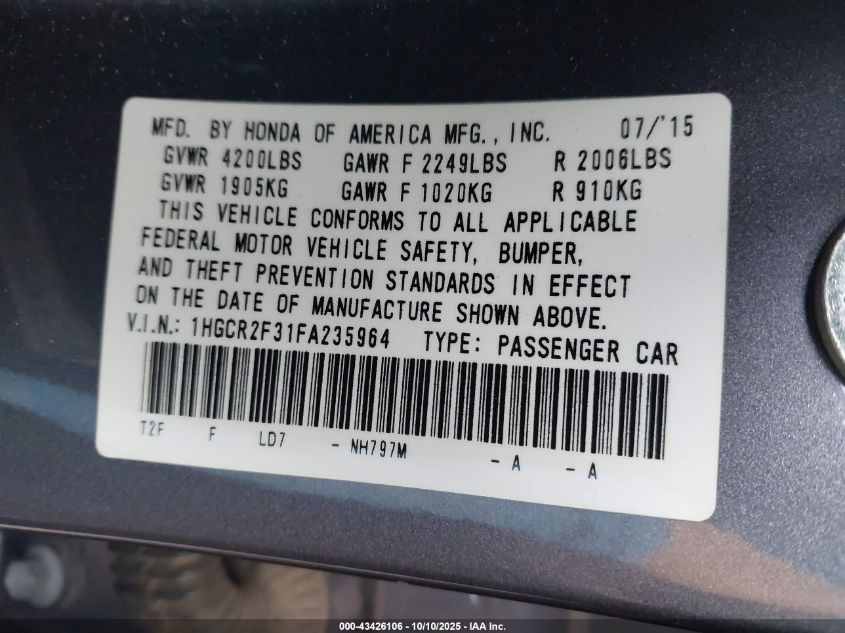 MFD. BY HONDA OF AMERICA MFG., INC. 07/'15
GVWR 4200LBS GAWR F 2249LBS R 2006LBS
GVWR 1905KG GAWR F 1020KG R 910KG
THIS VEHICLE CONFORMS TO ALL APPLICABLE
FEDERAL MOTOR VEHICLE SAFETY, BUMPER,
AND THEFT PREVENTION STANDARDS IN EFFECT
ON THE DATE OF MANUFACTURE SHOWN ABOVE.
V.I.N.: 1HGCR2F31FA235964 TYPE: PASSENGER CAR
T2F F LD7 - NH797M - A - A
000-43426106 - 10/10/2025 - IAA Inc.